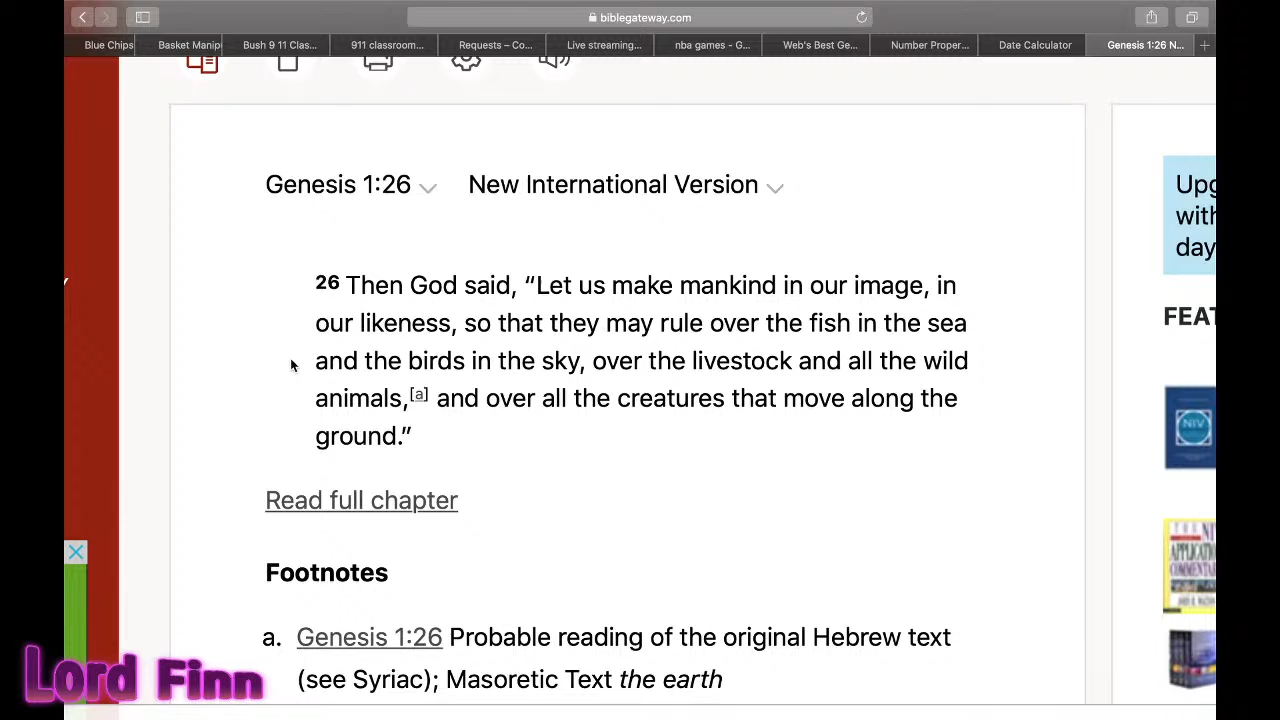 biblegateway.com
Blue Chips
Basket Manip
Bush 9 11 Clas...
911 classroom...
Requests – Co...
Live streaming...
nba games - G...
Web's Best Ge...
Number Proper...
Date Calculator
Genesis 1:26 N...
Genesis 1:26
New International Version
26 Then God said, “Let us make mankind in our image, in
our likeness, so that they may rule over the fish in the sea
and the birds in the sky, over the livestock and all the wild
animals,[a] and over all the creatures that move along the
ground.”
Read full chapter
Footnotes
a. Genesis 1:26 Probable reading of the original Hebrew text
(see Syriac); Masoretic Text the earth
Upg
with
day
FEAT
NIV
Lord Finn